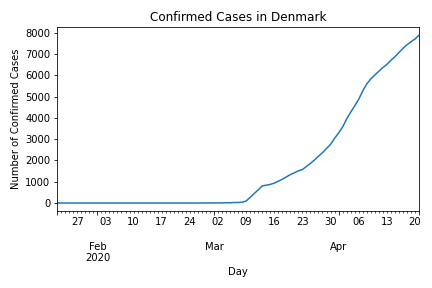 Confirmed Cases in Denmark
Number of Confirmed Cases
8000
7000
6000
5000
4000
3000
2000
1000
0
27 03 10 17 24 02 09 16 23 30 06 13 20
Feb Mar Apr
2020
Day